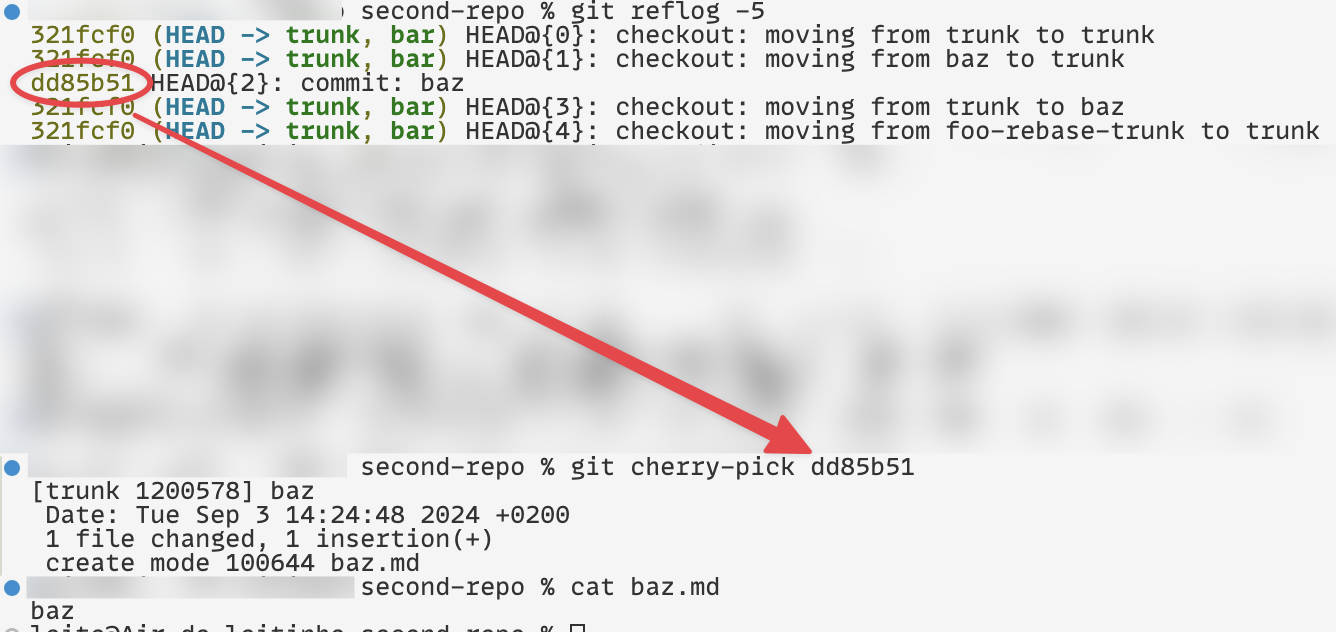 second-repo % git reflog -5
321fcf0 (HEAD -> trunk, bar) HEAD@{0}: checkout: moving from trunk to trunk
321fcf0 (HEAD -> trunk, bar) HEAD@{1}: checkout: moving from baz to trunk
dd85b51 HEAD@{2}: commit: baz
321fcf0 (HEAD -> trunk, bar) HEAD@{3}: checkout: moving from trunk to baz
321fcf0 (HEAD -> trunk, bar) HEAD@{4}: checkout: moving from foo-rebase-trunk to trunk
second-repo % git cherry-pick dd85b51
[trunk 1200578] baz
Date: Tue Sep 3 14:24:48 2024 +0200
1 file changed, 1 insertion(+)
create mode 100644 baz.md
second-repo % cat baz.md
baz
second-repo %